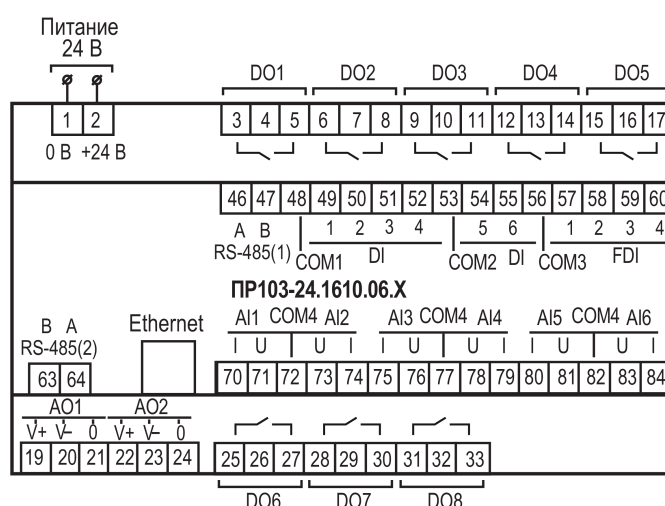 Питание
24 В
DO1 DO2 DO3 DO4 DO5
1 2 3 4 5 6 7 8 9 10 11 12 13 14 15 16 17
0 В +24 В
46 47 48 49 50 51 52 53 54 55 56 57 58 59 60
A B 1 2 3 4 5 6 1 2 3 4
RS-485(1) COM1 DI COM2 DI COM3 FDI
ПР103-24.1610.06.X
B A Ethernet AI1 COM4 AI2 AI3 COM4 AI4 AI5 COM4 AI6
RS-485(2) I U U I I U U I I U U I
63 64 70 71 72 73 74 75 76 77 78 79 80 81 82 83 84
AO1 AO2
V+ V– 0 V+ V– 0
19 20 21 22 23 24 25 26 27 28 29 30 31 32 33
DO6 DO7 DO8